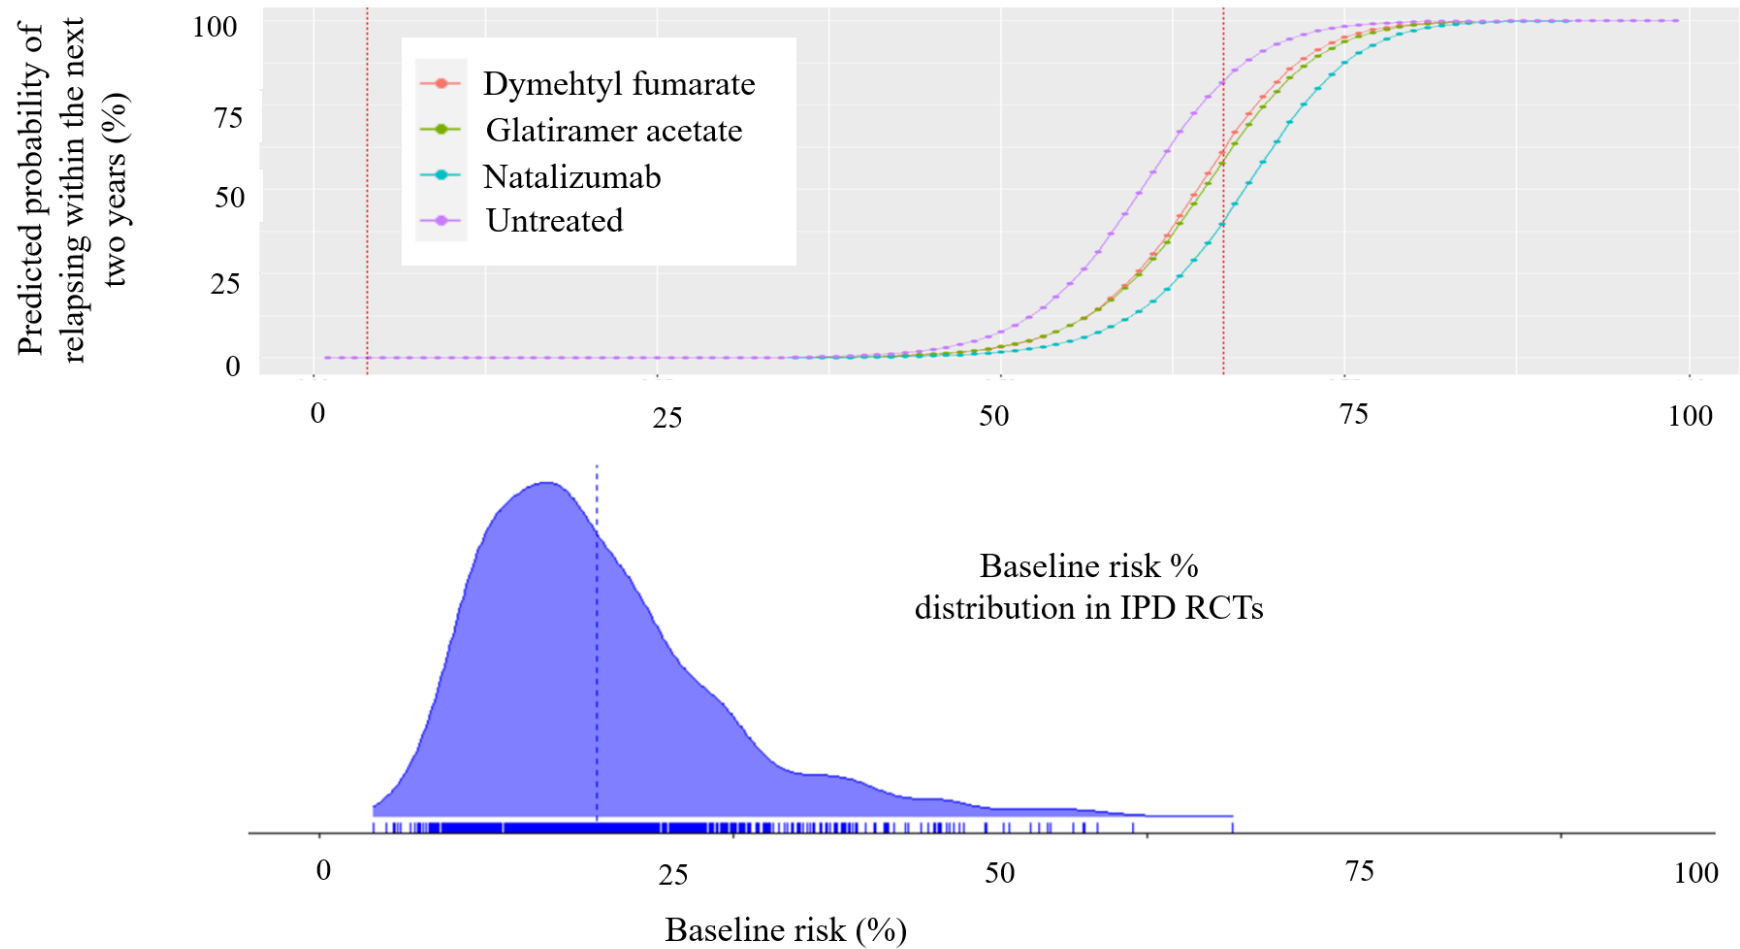 Predicted probability of
relapsing within the next
two years (%)
100
75
50
25
0
Dymehtyl fumarate
Glatiramer acetate
Natalizumab
Untreated
0 25 50 75 100
Baseline risk %
distribution in IPD RCTs
0 25 50 75 100
Baseline risk (%)